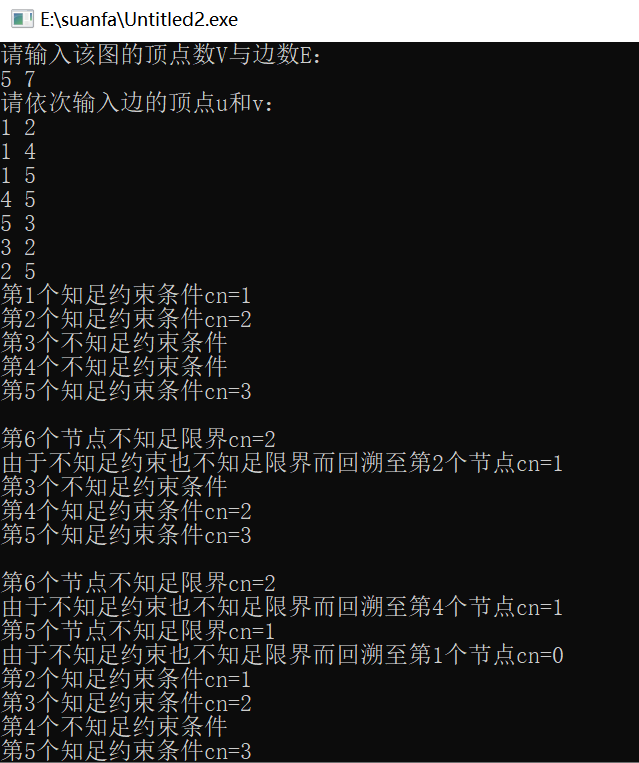 E:\suanfa\Untitled2.exe
请输入该图的顶点数V与边数E：
5 7
请依次输入边的顶点u和v：
1 2
1 4
1 5
4 5
5 3
3 2
2 5
第1个知足约束条件cn=1
第2个知足约束条件cn=2
第3个不知足约束条件
第4个不知足约束条件
第5个知足约束条件cn=3
第6个节点不知足限界cn=2
由于不知足约束也不知足限界而回溯至第2个节点cn=1
第3个不知足约束条件
第4个知足约束条件cn=2
第5个知足约束条件cn=3
第6个节点不知足限界cn=2
由于不知足约束也不知足限界而回溯至第4个节点cn=1
第5个节点不知足限界cn=1
由于不知足约束也不知足限界而回溯至第1个节点cn=0
第2个知足约束条件cn=1
第3个知足约束条件cn=2
第4个不知足约束条件
第5个知足约束条件cn=3